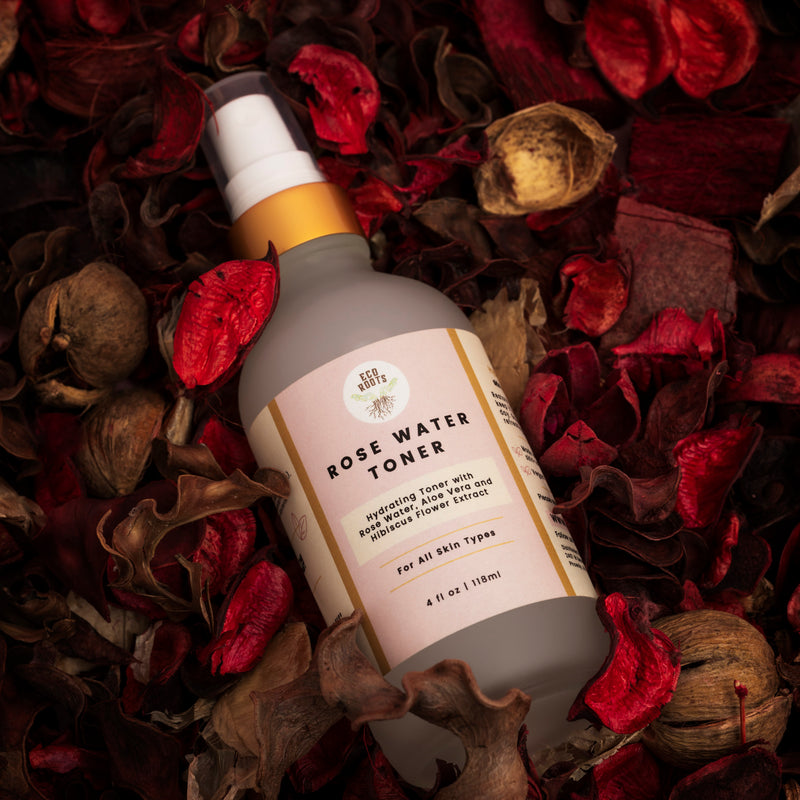 ECO
ROOTS
ROSE WATER
TONER
Hydrating Toner with
Rose Water, Aloe Vera and
Hibiscus Flower Extract
For All Skin Types
4 fl oz | 118ml